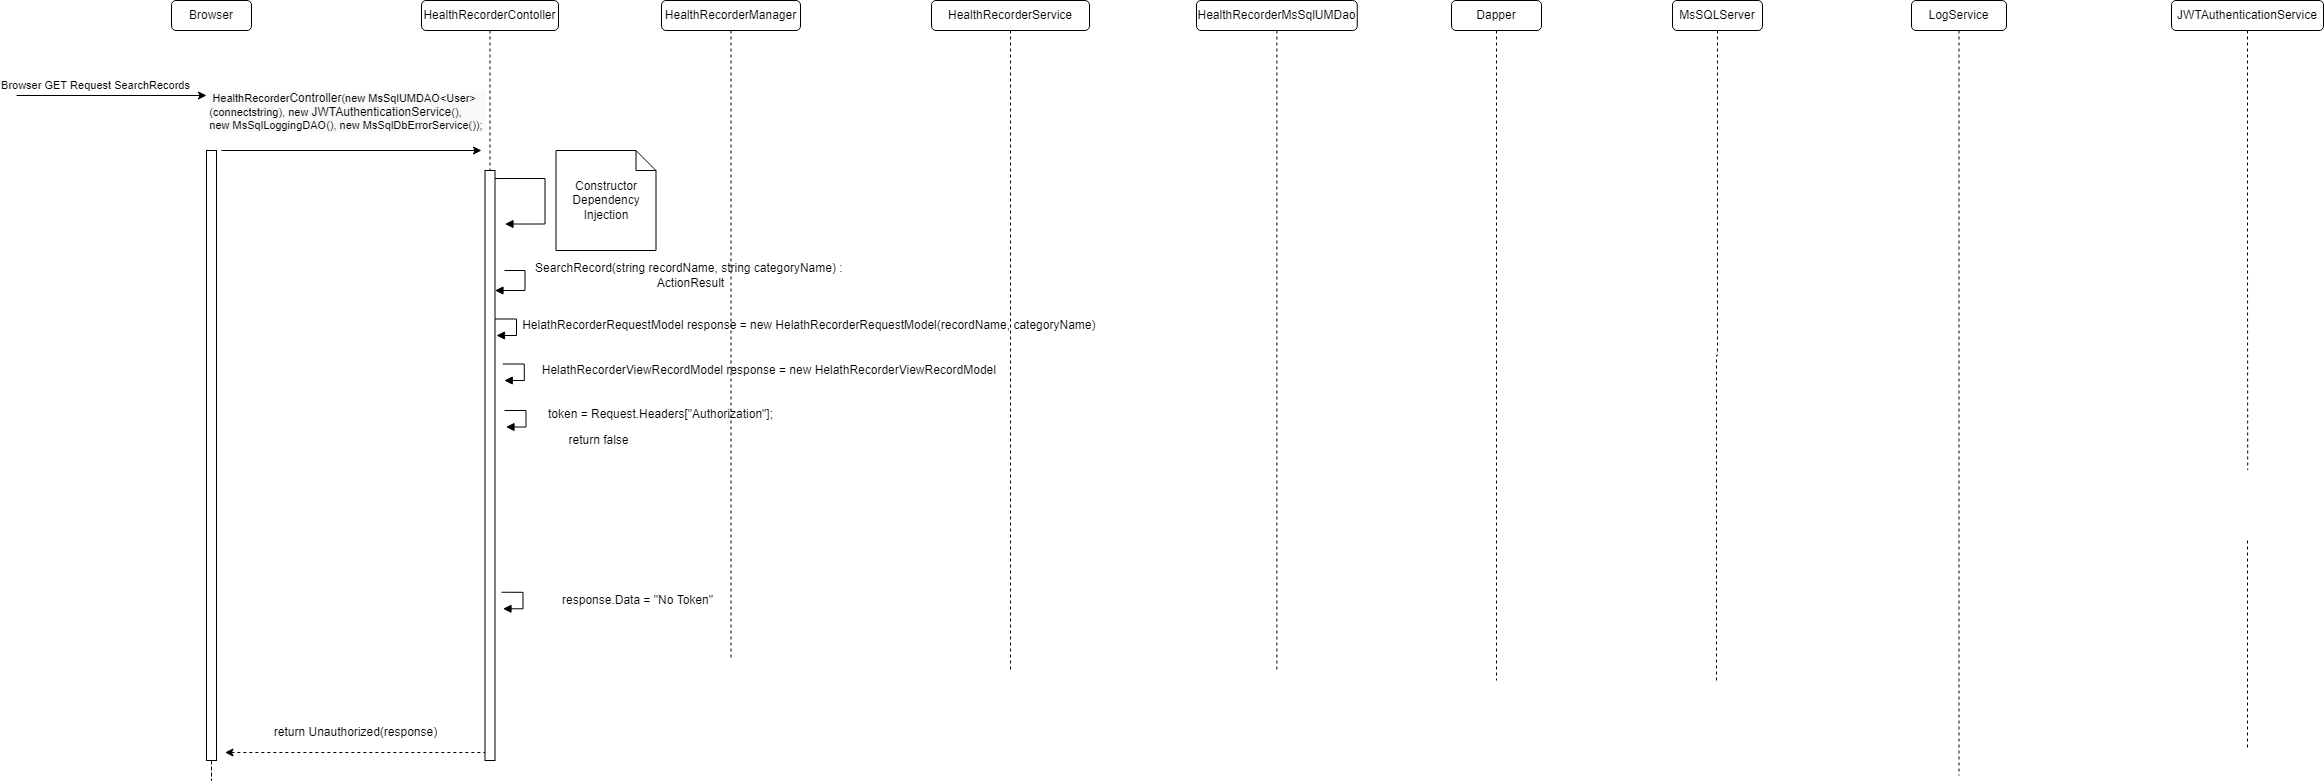 Browser
HealthRecorderContoller
HealthRecorderManager
HealthRecorderService
HealthRecorderMsSqlUMDao
Dapper
MsSQLServer
LogService
JWTAuthenticationService
Browser GET Request SearchRecords
HealthRecorderController(new MsSqlUMDAO<User>
(connectstring), new JWTAuthenticationService(),
new MsSqlLoggingDAO(), new MsSqlDbErrorService());
Constructor
Dependency
Injection
SearchRecord(string recordName, string categoryName) :
ActionResult
HelathRecorderRequestModel response = new HelathRecorderRequestModel(recordName, categoryName)
HelathRecorderViewRecordModel response = new HelathRecorderViewRecordModel
token = Request.Headers["Authorization"];
return false
response.Data = "No Token"
return Unauthorized(response)